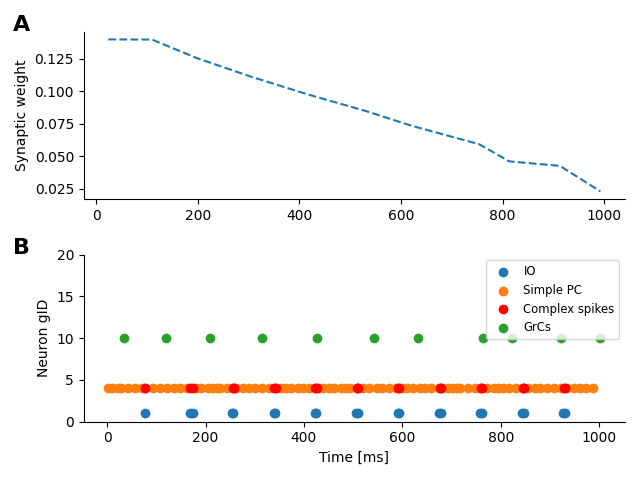 A
Synaptic weight
0.125
0.100
0.075
0.050
0.025
0 200 400 600 800 1000
B
Neuron gID
20
15
10
5
0
IO
Simple PC
Complex spikes
GrCs
0 200 400 600 800 1000
Time [ms]